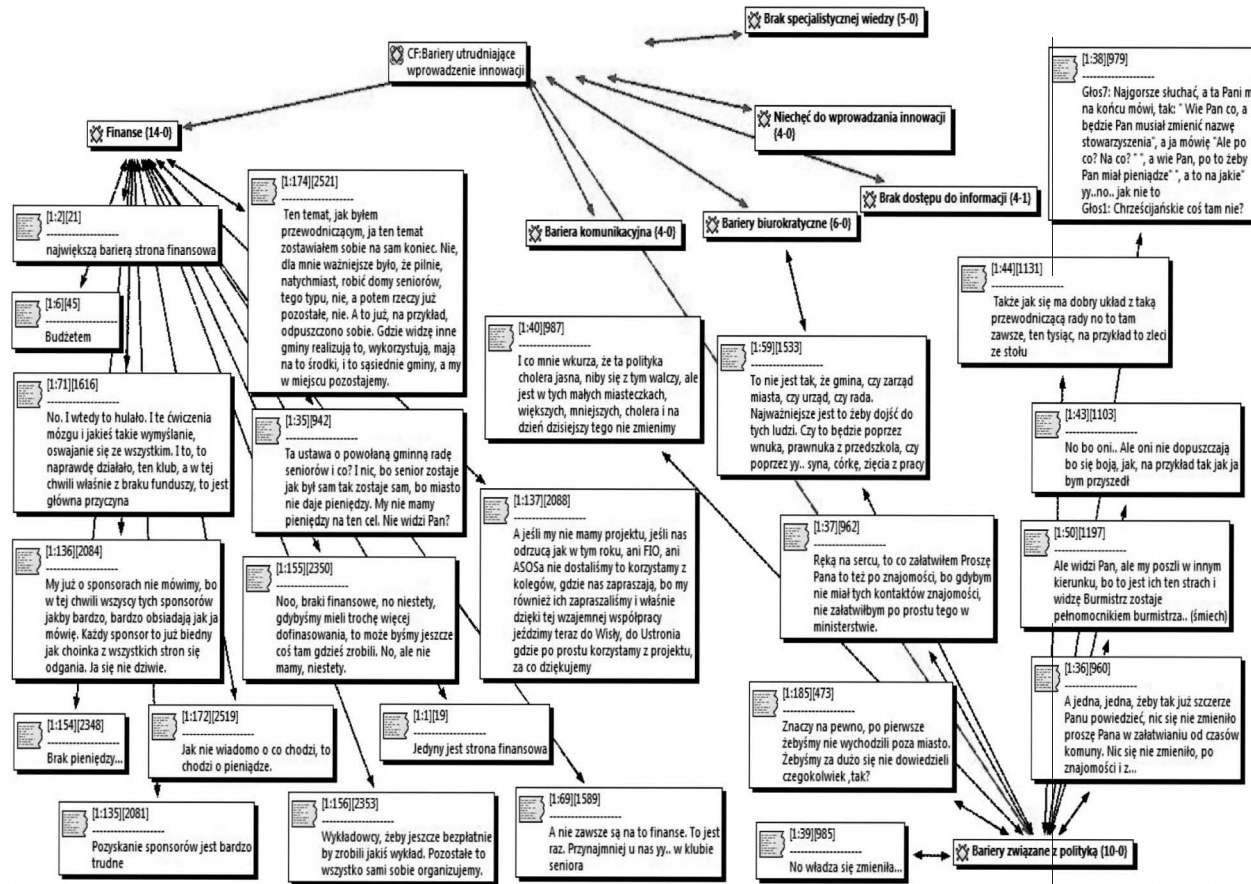 Brak specjalistycznej wiedzy {5-0}
CF:Bariery utrudniające
wprowadzenie innowacji
Finanse {14-0}
Niechęć do wprowadzania innowacji
{4-0}
Brak dostępu do informacji {4-1}
Bariera komunikacyjna {4-0}
Bariery biurokratyczne {6-0}
[1:38][979]
--------------------
Głos7: Najgorsze słuchać, a ta Pani m
na końcu mówi, tak: " Wie Pan co, a
będzie Pan musiał zmienić nazwę
stowarzyszenia", a ja mówię "Ale po
co? Na co? " ", a wie Pan, po to żeby
Pan miał pieniądze" ", a to na jakie"
yy..no.. jak nie to
Głos1: Chrześcijańskie coś tam nie?
[1:2][21]
--------------------
największą barierą strona finansowa
[1:6][45]
--------------------
Budżetem
[1:174][2521]
--------------------
Ten temat, jak byłem
przewodniczącym, ja ten temat
zostawiałem sobie na sam koniec. Nie,
dla mnie ważniejsze było, że pilnie,
natychmiast, robić domy seniorów,
tego typu, nie, a potem rzeczy już
pozostałe, nie. A to już, na przykład,
odpuszczono sobie. Gdzie widzę inne
gminy realizują to, wykorzystują, mają
na to środki, i to sąsiednie gminy, a my
w miejscu pozostajemy.
[1:44][1131]
--------------------
Także jak się ma dobry układ z taką
przewodniczącą rady no to tam
zawsze, ten tysiąc, na przykład to zleci
ze stołu
[1:40][987]
--------------------
I co mnie wkurza, że ta polityka
cholera jasna, niby się z tym walczy, ale
jest w tych małych miasteczkach,
większych, mniejszych, cholera i na
dzień dzisiejszy tego nie zmienimy
[1:59][1533]
--------------------
To nie jest tak, że gmina, czy zarząd
miasta, czy urząd, czy rada.
Najważniejsze jest to żeby dojść do
tych ludzi. Czy to będzie poprzez
wnuka, prawnuka z przedszkola, czy
poprzez yy.. syna, córkę, zięcia z pracy
[1:71][1616]
--------------------
No. I wtedy to hulało. I te ćwiczenia
mózgu i jakieś takie wymyślanie,
oswajanie się ze wszystkim. I to, to
naprawdę działało, ten klub, a w tej
chwili właśnie z braku funduszy, to jest
główna przyczyna
[1:35][942]
--------------------
Ta ustawa o powołaną gminną radę
seniorów i co? I nic, bo senior zostaje
jak był sam tak zostaje sam, bo miasto
nie daje pieniędzy. My nie mamy
pieniędzy na ten cel. Nie widzi Pan?
[1:43][1103]
--------------------
No bo oni.. Ale oni nie dopuszczają
bo się boją, jak, na przykład tak jak ja
bym przyszedł
[1:137][2088]
--------------------
A jeśli my nie mamy projektu, jeśli nas
odrzucą jak w tym roku, ani FIO, ani
ASOSa nie dostaliśmy to korzystamy z
kolegów, gdzie nas zapraszają, bo my
również ich zapraszaliśmy i właśnie
dzięki tej wzajemnej współpracy
jeździmy teraz do Wisły, do Ustronia
gdzie po prostu korzystamy z projektu,
za co dziękujemy
[1:37][962]
--------------------
Ręką na sercu, to co załatwiłem Proszę
Pana to też po znajomości, bo gdybym
nie miał tych kontaktów znajomości,
nie załatwiłbym po prostu tego w
ministerstwie.
[1:50][1197]
--------------------
Ale widzi Pan, ale my poszli w innym
kierunku, bo to jest ich ten strach i
widzę Burmistrz zostaje
pełnomocnikiem burmistrza.. (śmiech)
[1:136][2084]
--------------------
My już o sponsorach nie mówimy, bo
w tej chwili wszyscy tych sponsorów
jakby bardzo, bardzo obsiadają jak ja
mówię. Każdy sponsor to już biedny
jak choinka z wszystkich stron się
odgania. Ja się nie dziwie.
[1:155][2350]
--------------------
Noo, braki finansowe, no niestety,
gdybyśmy mieli trochę więcej
dofinasowania, to może byśmy jeszcze
coś tam gdzieś zrobili. No, ale nie
mamy, niestety.
[1:185][473]
--------------------
Znaczy na pewno, po pierwsze
żebyśmy nie wychodzili poza miasto.
Żebyśmy za dużo się nie dowiedzieli
czegokolwiek ,tak?
[1:36][960]
--------------------
A jedna, jedna, żeby tak już szczerze
Panu powiedzieć, nic się nie zmieniło
proszę Pana w załatwianiu od czasów
komuny. Nic się nie zmieniło, po
znajomości i z...
[1:154][2348]
--------------------
Brak pieniędzy...
[1:172][2519]
--------------------
Jak nie wiadomo o co chodzi, to
chodzi o pieniądze.
[1:1][19]
--------------------
Jedyny jest strona finansowa
[1:135][2081]
--------------------
Pozyskanie sponsorów jest bardzo
trudne
[1:156][2353]
--------------------
Wykładowcy, żeby jeszcze bezpłatnie
by zrobili jakiś wykład. Pozostałe to
wszystko sami sobie organizujemy.
[1:69][1589]
--------------------
A nie zawsze są na to finanse. To jest
raz. Przynajmniej u nas yy.. w klubie
seniora
[1:39][985]
--------------------
No władza się zmieniła...
Bariery związane z polityką {10-0}